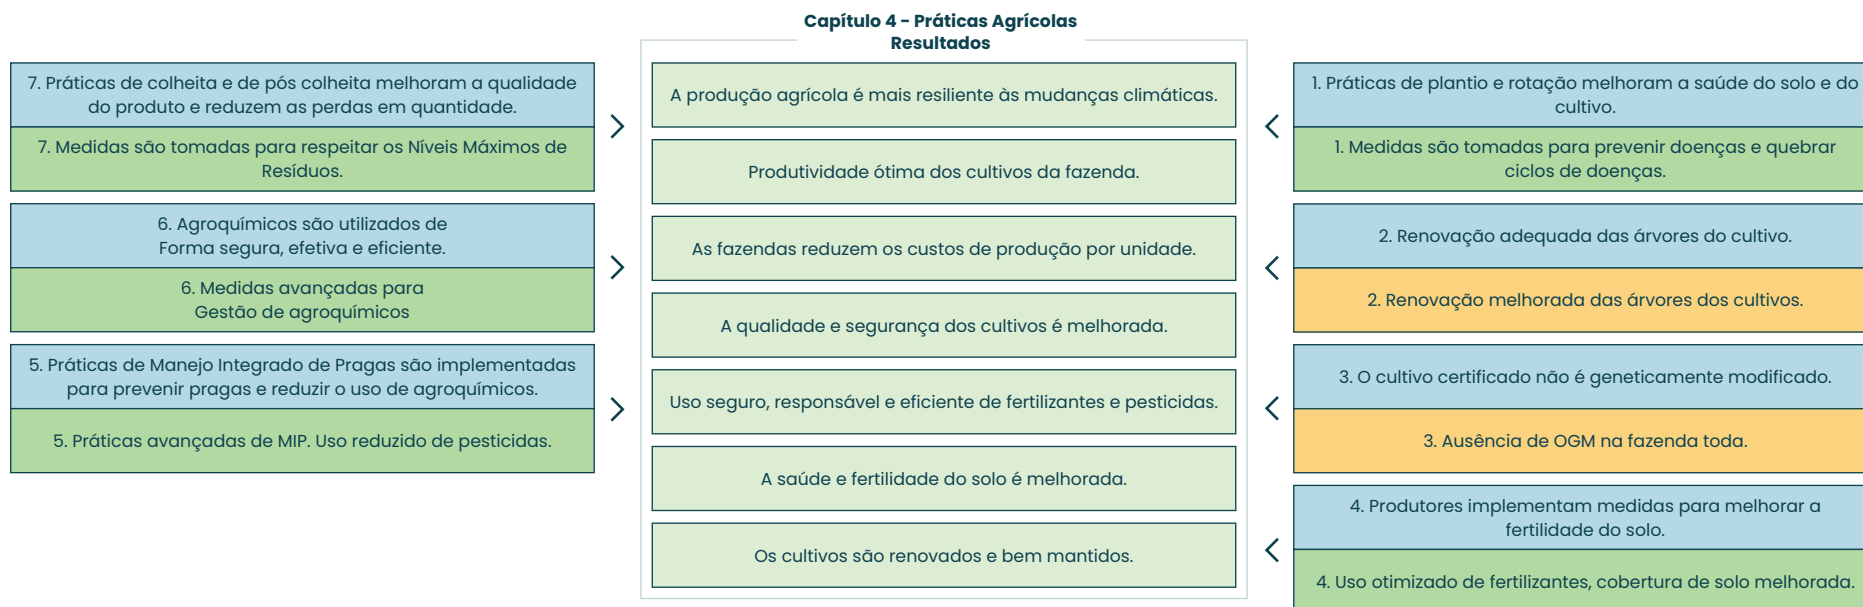 Capítulo 4 - Práticas Agrícolas
Resultados
7. Práticas de colheita e de pós colheita melhoram a qualidade
do produto e reduzem as perdas em quantidade.
7. Medidas são tomadas para respeitar os Níveis Máximos de
Resíduos.
6. Agroquímicos são utilizados de
Forma segura, efetiva e eficiente.
6. Medidas avançadas para
Gestão de agroquímicos
5. Práticas de Manejo Integrado de Pragas são implementadas
para prevenir pragas e reduzir o uso de agroquímicos.
5. Práticas avançadas de MIP. Uso reduzido de pesticidas.
A produção agrícola é mais resiliente às mudanças climáticas.
Produtividade ótima dos cultivos da fazenda.
As fazendas reduzem os custos de produção por unidade.
A qualidade e segurança dos cultivos é melhorada.
Uso seguro, responsável e eficiente de fertilizantes e pesticidas.
A saúde e fertilidade do solo é melhorada.
Os cultivos são renovados e bem mantidos.
1. Práticas de plantio e rotação melhoram a saúde do solo e do
cultivo.
1. Medidas são tomadas para prevenir doenças e quebrar
ciclos de doenças.
2. Renovação adequada das árvores do cultivo.
2. Renovação melhorada das árvores dos cultivos.
3. O cultivo certificado não é geneticamente modificado.
3. Ausência de OGM na fazenda toda.
4. Produtores implementam medidas para melhorar a
fertilidade do solo.
4. Uso otimizado de fertilizantes, cobertura de solo melhorada.